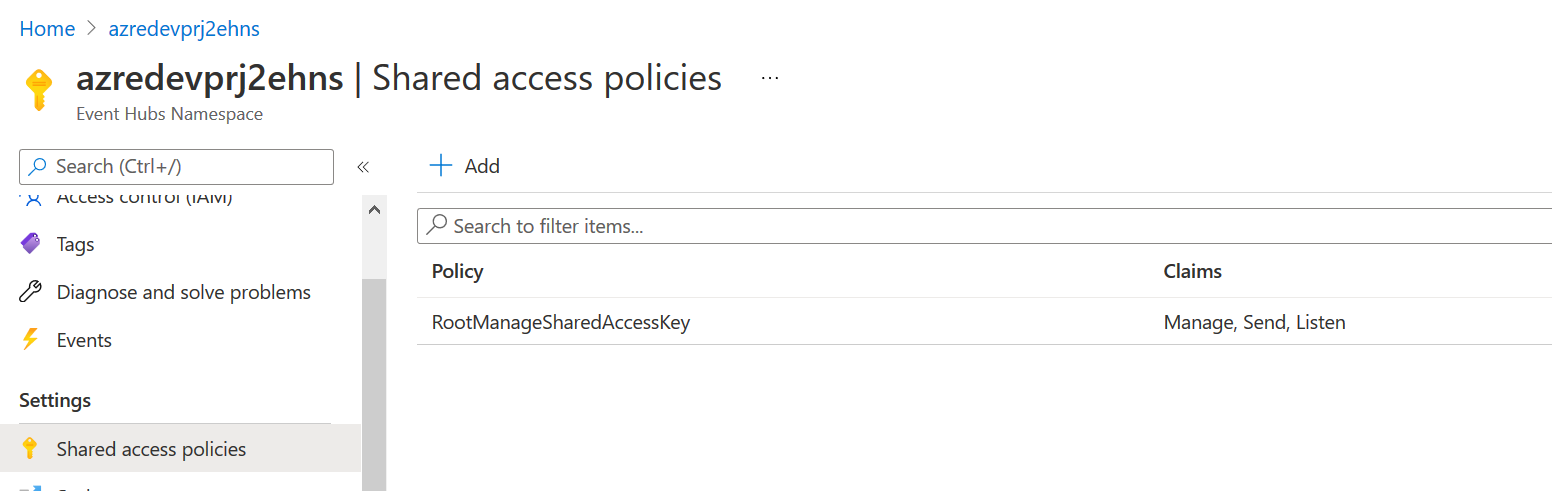 Home > azredevprj2ehns
azredevprj2ehns | Shared access policies ...
Event Hubs Namespace
Search (Ctrl+/) «
+ Add
Access control (IAM)
Search to filter items...
Tags
Policy Claims
Diagnose and solve problems
RootManageSharedAccessKey Manage, Send, Listen
Events
Settings
Shared access policies